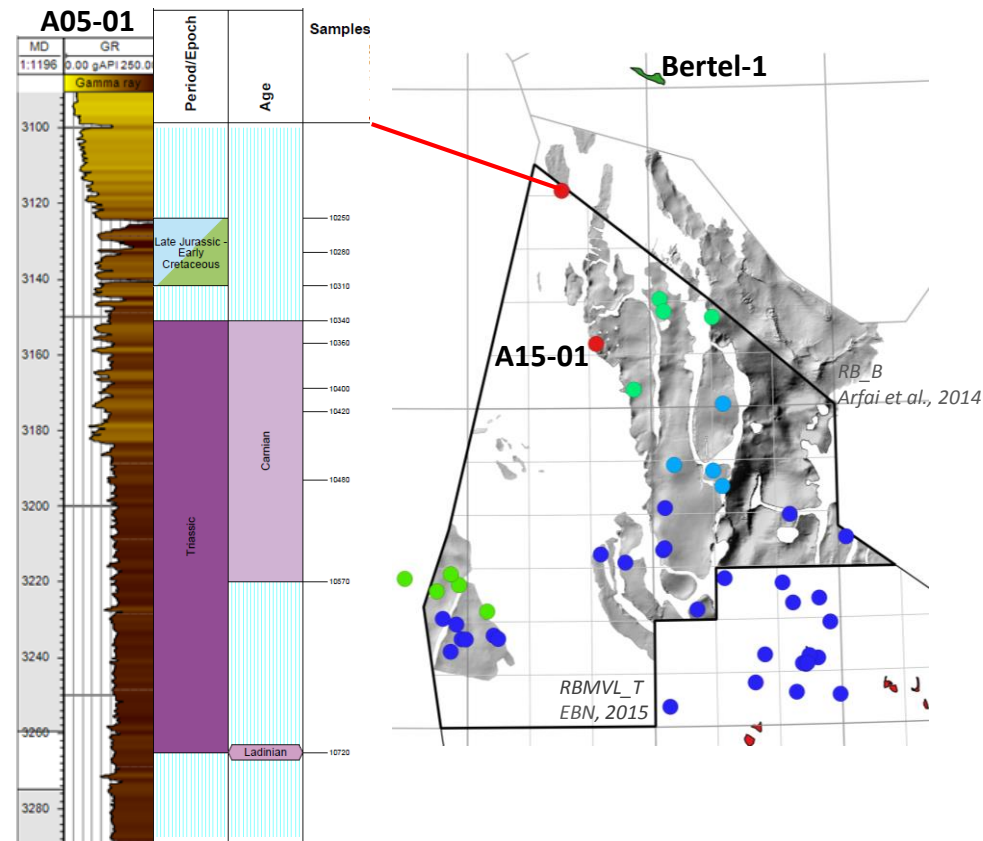 A05-01
MD GR
1:1196 0.00 gAPI 250.00
Gamma ray
Period/Epoch
Age
Samples
3100
3120
3140
3160
3180
3200
3220
3240
3260
3280
Late Jurassic -
Early
Cretaceous
Triassic
Carnian
Ladinian
10250
10280
10310
10340
10360
10400
10420
10480
10570
10720
Bertel-1
A15-01
RB_B
Arfai et al., 2014
RBMVL_T
EBN, 2015